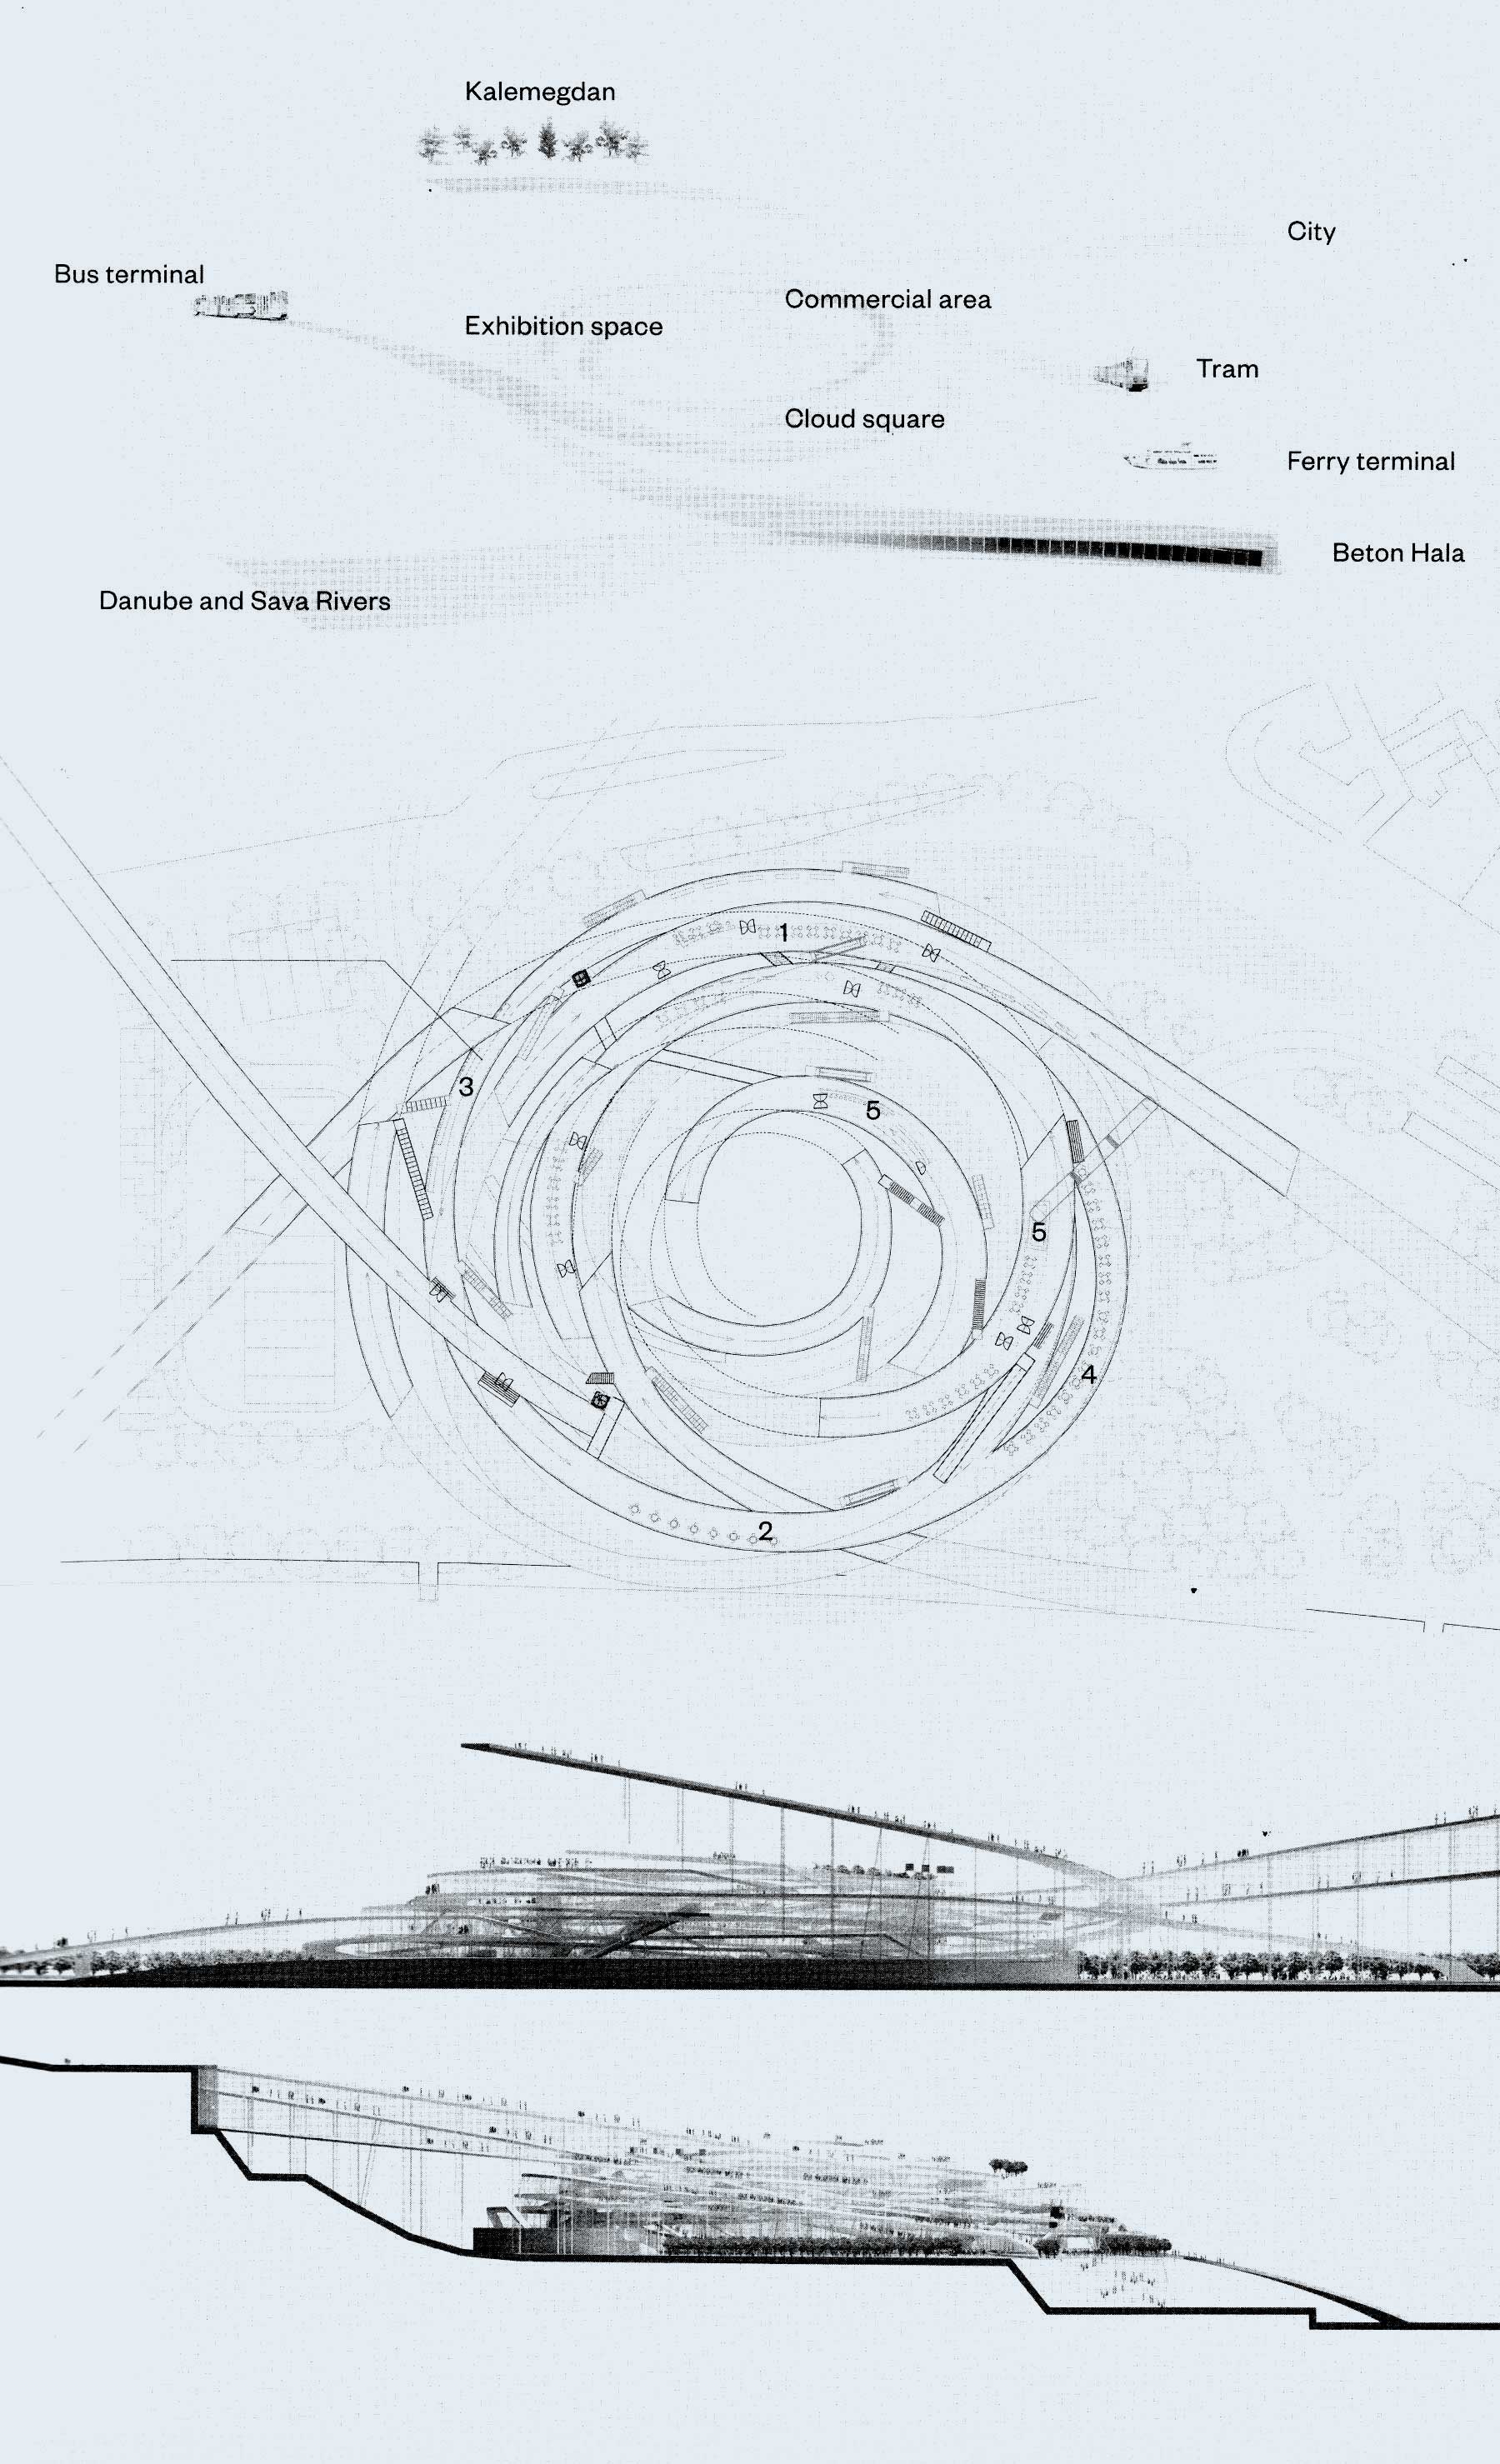 Kalemegdan
City
Bus terminal
Commercial area
Exhibition space
Tram
Cloud square
Ferry terminal
Beton Hala
Danube and Sava Rivers
1
3
5
5
4
2